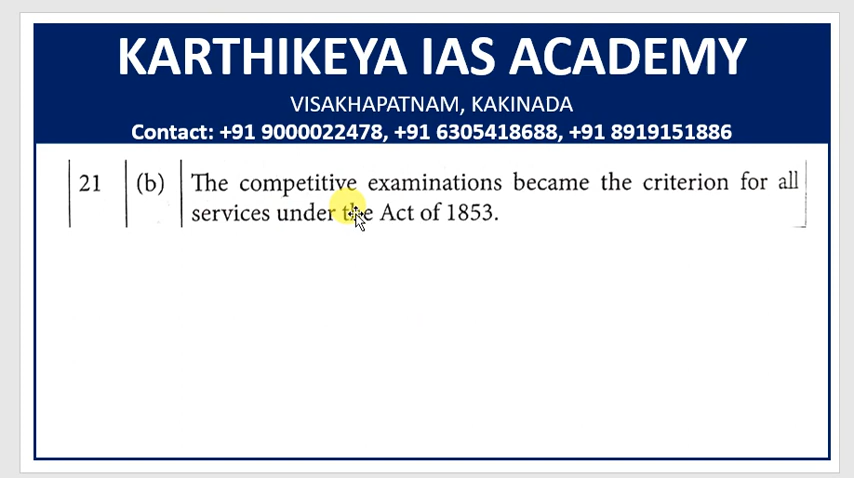 KARTHIKEYA IAS ACADEMY
VISAKHAPATNAM, KAKINADA
Contact: +91 9000022478, +91 6305418688, +91 8919151886
21 (b) The competitive examinations became the criterion for all
services under the Act of 1853.